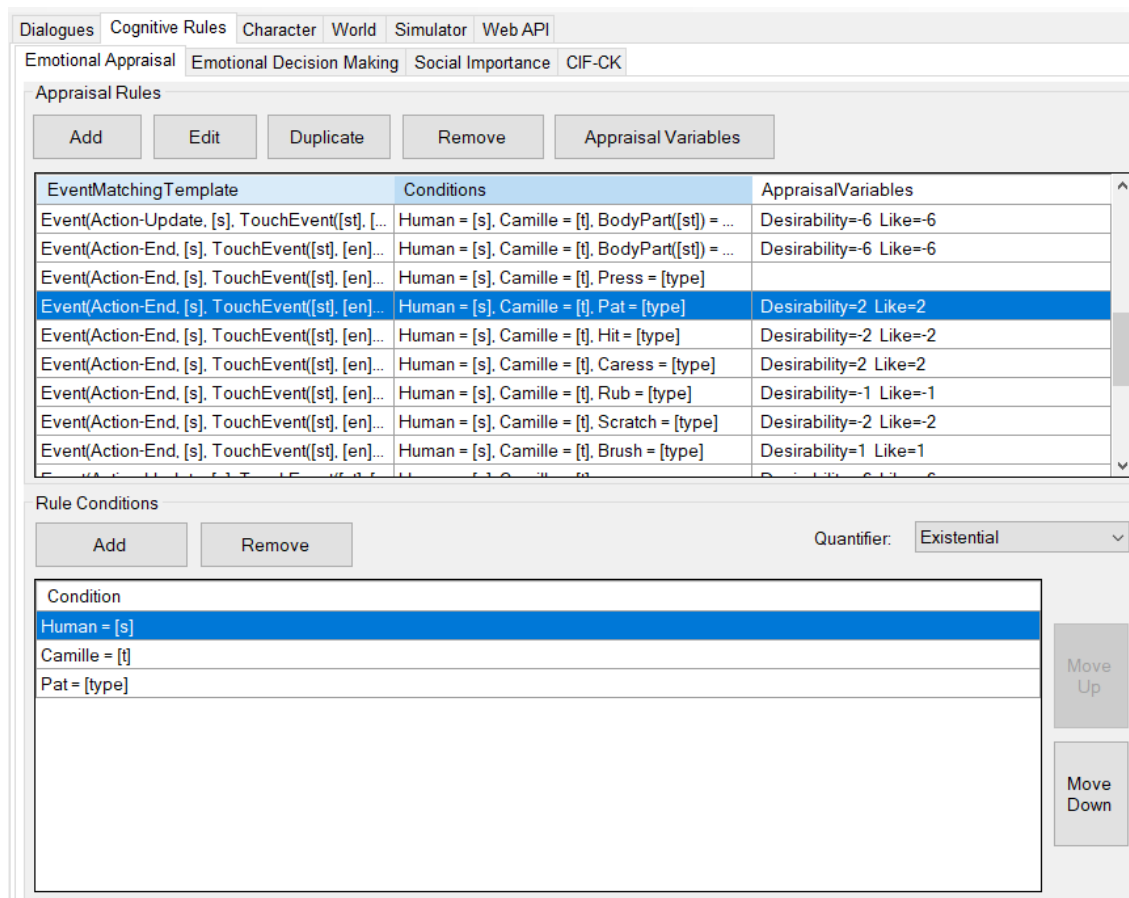 Dialogues Cognitive Rules Character World Simulator Web API
Emotional Appraisal Emotional Decision Making Social Importance CIF-CK
Appraisal Rules
Add Edit Duplicate Remove Appraisal Variables
EventMatchingTemplate Conditions AppraisalVariables
Event(Action-Update, [s], TouchEvent([st], [... Human = [s], Camille = [t], BodyPart([st]) = ... Desirability=-6 Like=-6
Event(Action-End, [s], TouchEvent([st], [en]... Human = [s], Camille = [t], BodyPart([st]) = ... Desirability=-6 Like=-6
Event(Action-End, [s], TouchEvent([st], [en]... Human = [s], Camille = [t], Press = [type]
Event(Action-End, [s], TouchEvent([st], [en]... Human = [s], Camille = [t], Pat = [type] Desirability=2 Like=2
Event(Action-End, [s], TouchEvent([st], [en]... Human = [s], Camille = [t], Hit = [type] Desirability=-2 Like=-2
Event(Action-End, [s], TouchEvent([st], [en]... Human = [s], Camille = [t], Caress = [type] Desirability=2 Like=2
Event(Action-End, [s], TouchEvent([st], [en]... Human = [s], Camille = [t], Rub = [type] Desirability=-1 Like=-1
Event(Action-End, [s], TouchEvent([st], [en]... Human = [s], Camille = [t], Scratch = [type] Desirability=-2 Like=-2
Event(Action-End, [s], TouchEvent([st], [en]... Human = [s], Camille = [t], Brush = [type] Desirability=1 Like=1
Rule Conditions
Add Remove Quantifier: Existential
Condition
Human = [s]
Camille = [t]
Pat = [type]
Move
Up
Move
Down